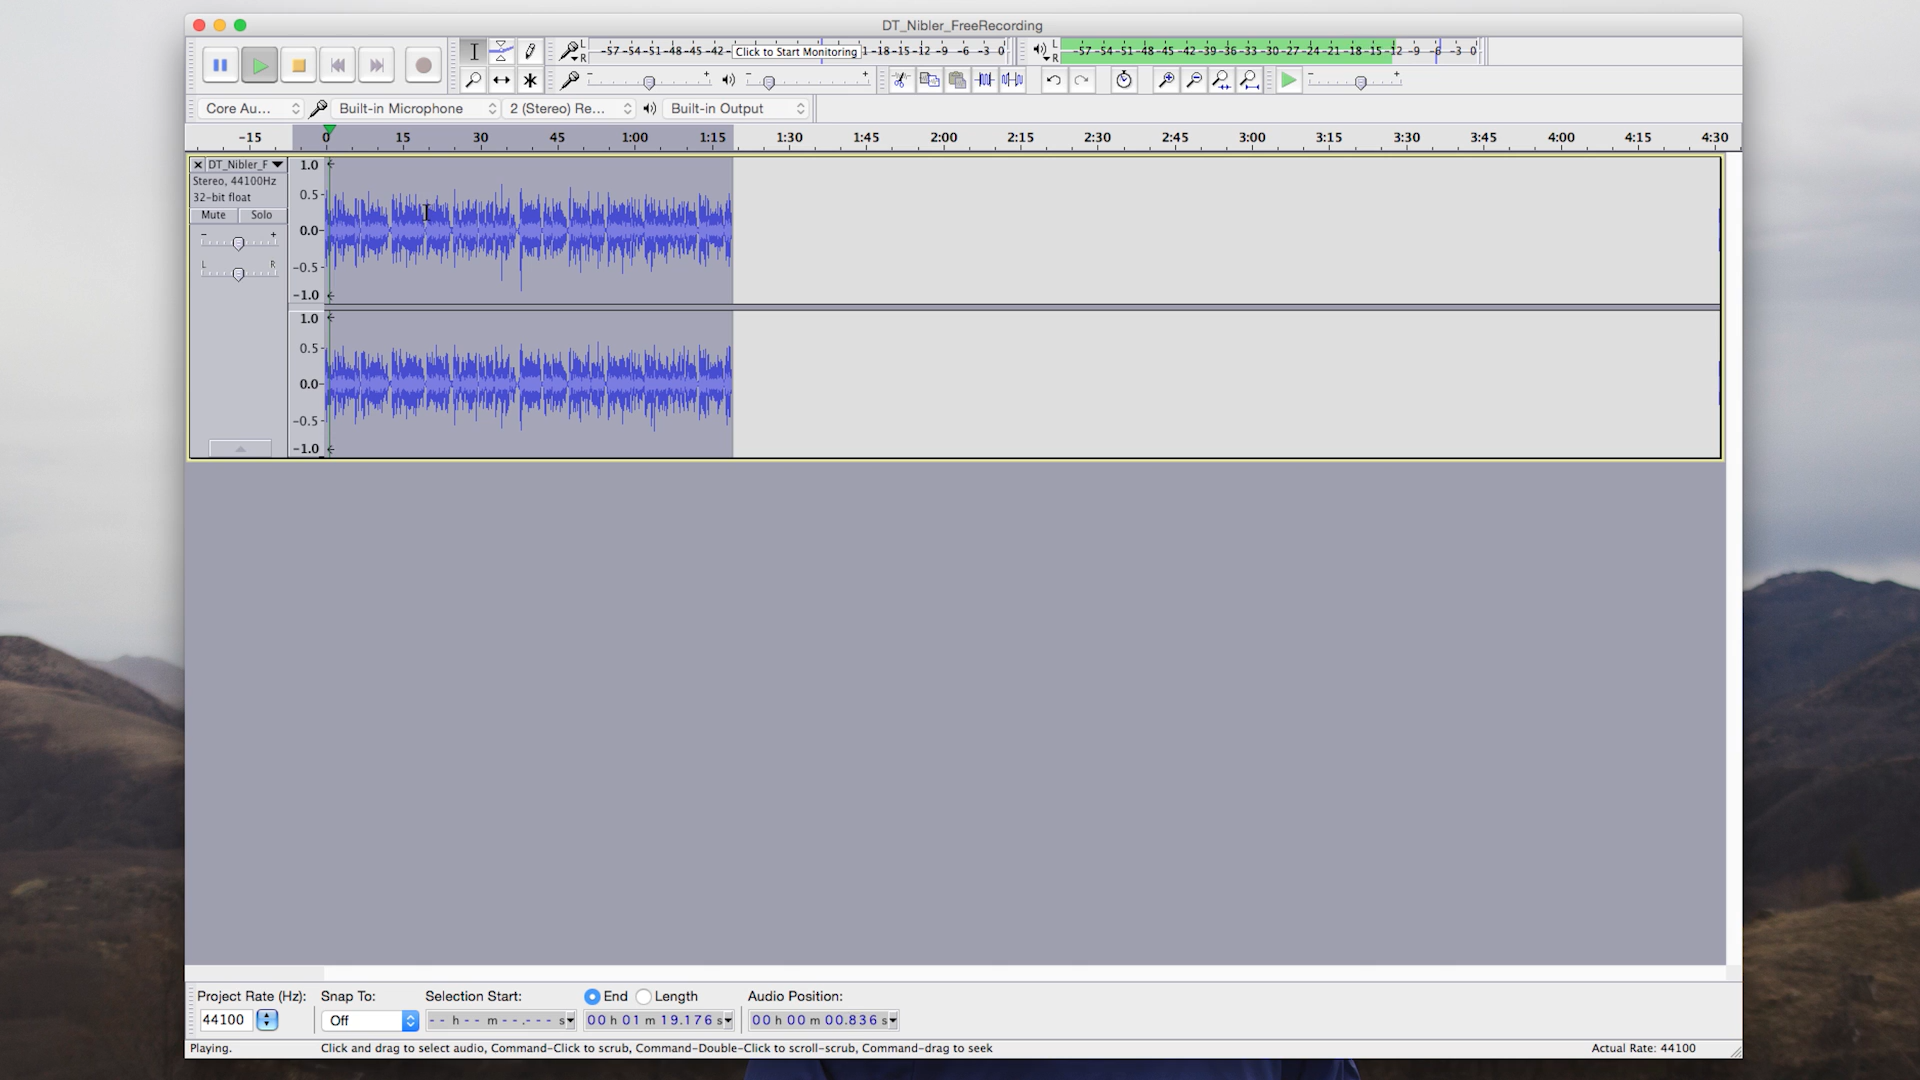 DT_Nibler_FreeRecording
L
R
-57 -54 -51 -48 -45 -42 - Click to Start Monitoring 1 -18 -15 -12 -9 -6 -3 0
L
R
-57 -54 -51 -48 -45 -42 -39 -36 -33 -30 -27 -24 -21 -18 -15 -12 -9 -6 -3 0
- + - + - +
Core Au... Built-in Microphone 2 (Stereo) Re... Built-in Output
-15 0 15 30 45 1:00 1:15 1:30 1:45 2:00 2:15 2:30 2:45 3:00 3:15 3:30 3:45 4:00 4:15 4:30
DT_Nibler_F
Stereo, 44100Hz
32-bit float
Mute Solo
- +
L R
1.0
0.5-
0.0-
-0.5-
-1.0
1.0
0.5-
0.0-
-0.5-
-1.0
Project Rate (Hz): Snap To: Selection Start: End Length Audio Position:
44100 Off -- h -- m --.--- s 00 h 01 m 19.176 s 00 h 00 m 00.836 s
Playing. Click and drag to select audio, Command-Click to scrub, Command-Double-Click to scroll-scrub, Command-drag to seek Actual Rate: 44100